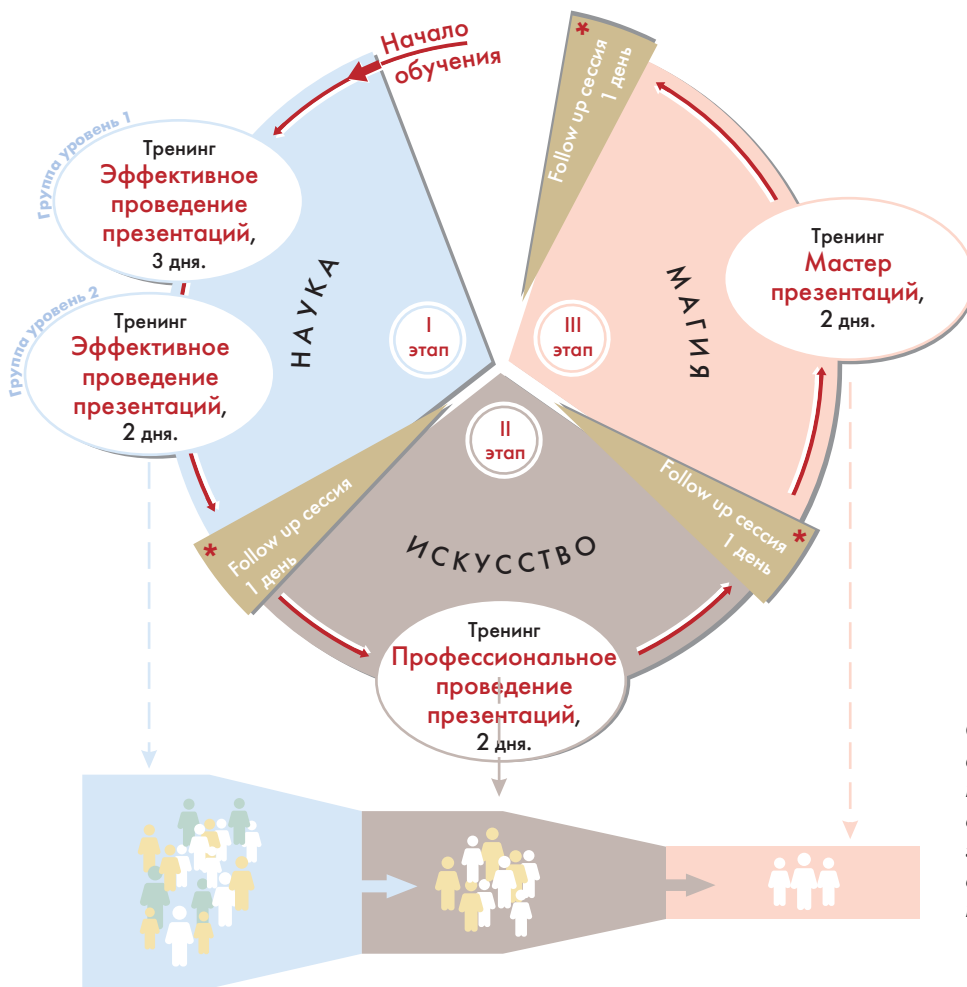 Начало
обучения
Группа уровень 1
Тренинг
Эффективное
проведение
презентаций,
3 дня.
Группа уровень 2
Тренинг
Эффективное
проведение
презентаций,
2 дня.
НАУКА
I
этап
* Follow up сессия
1 день
II
этап
ИСКУССТВО
Тренинг
Профессиональное
проведение
презентаций,
2 дня.
Follow up сессия *
1 день
III
этап
МАГИЯ
Тренинг
Мастер
презентаций,
2 дня.
Follow up сессия *
1 день